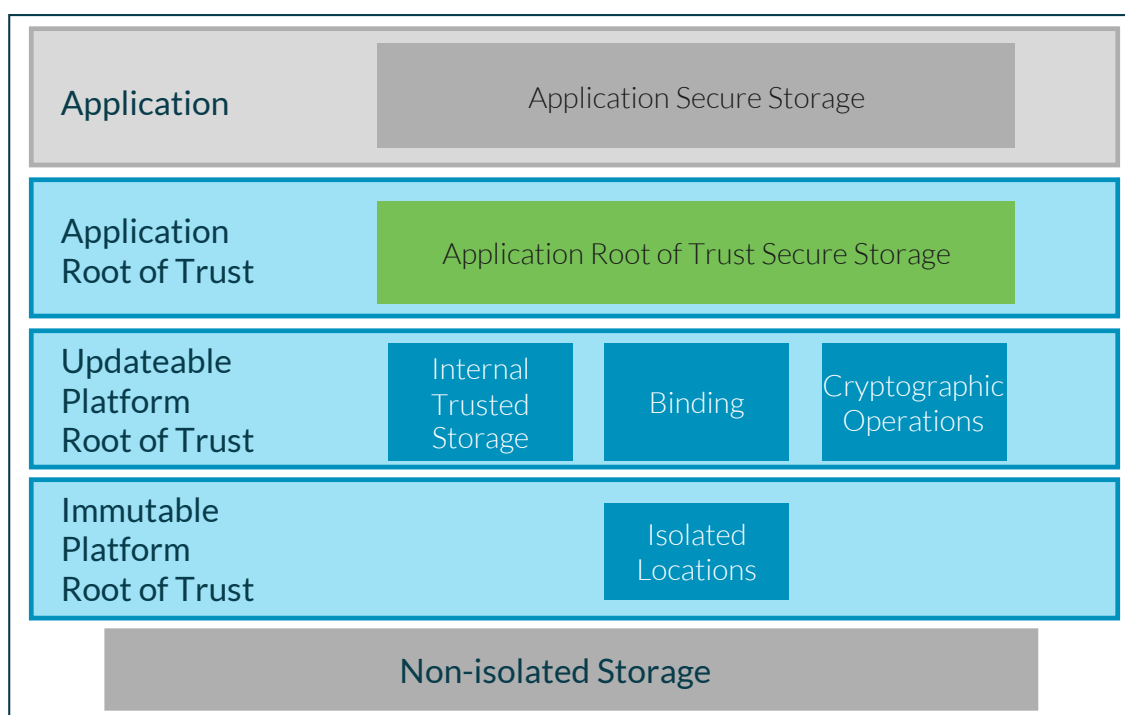 Application
Application Secure Storage
Application
Root of Trust
Application Root of Trust Secure Storage
Updateable
Platform
Root of Trust
Internal
Trusted
Storage
Binding
Cryptographic
Operations
Immutable
Platform
Root of Trust
Isolated
Locations
Non-isolated Storage